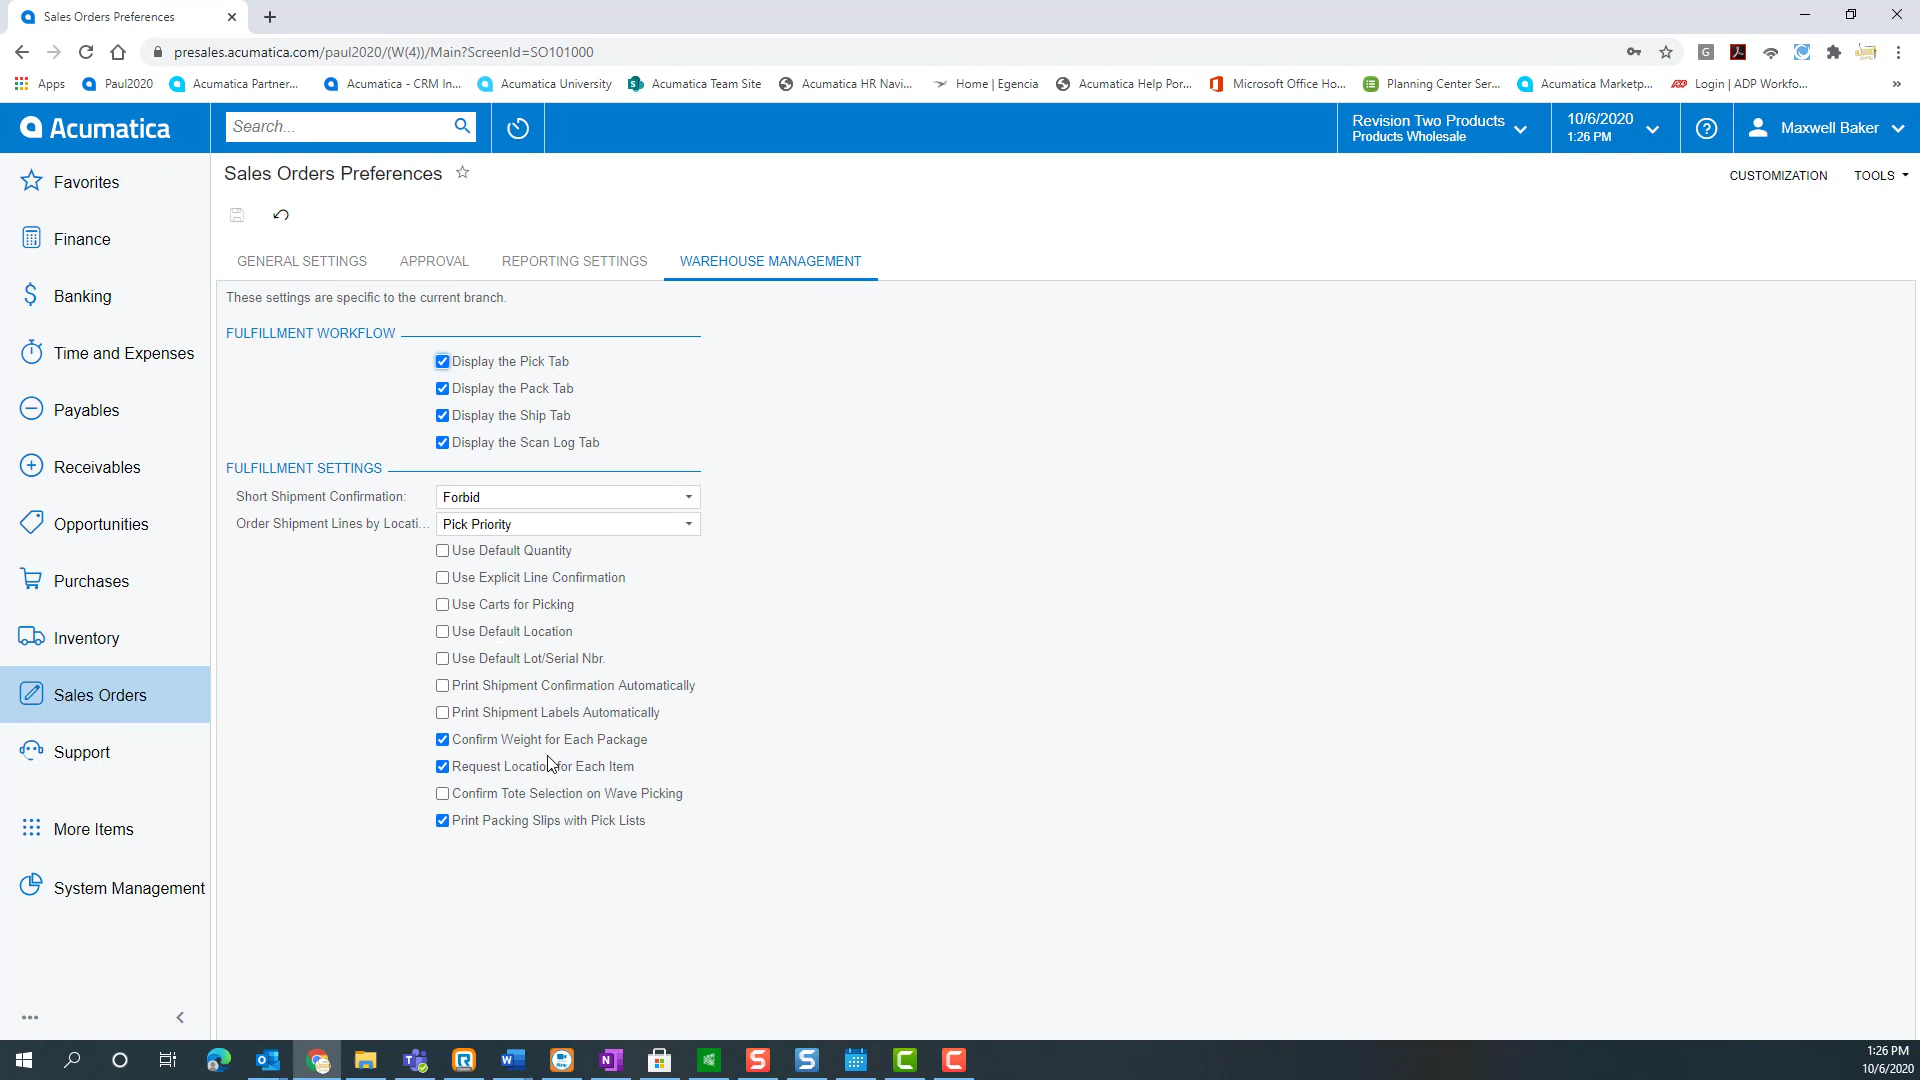 Sales Orders Preferences
presales.acumatica.com/paul2020/(W(4))/Main?ScreenId=SO101000
Apps Paul2020 Acumatica Partner... Acumatica - CRM In... Acumatica University Acumatica Team Site Acumatica HR Navi... Home | Egencia Acumatica Help Por... Microsoft Office Ho... Planning Center Ser... Acumatica Marketp... Login | ADP Workfo... »
Acumatica
Search...
Revision Two Products
Products Wholesale
10/6/2020
1:26 PM
Maxwell Baker
Favorites
Finance
Banking
Time and Expenses
Payables
Receivables
Opportunities
Purchases
Inventory
Sales Orders
Support
More Items
System Management
Sales Orders Preferences
CUSTOMIZATION TOOLS
GENERAL SETTINGS APPROVAL REPORTING SETTINGS WAREHOUSE MANAGEMENT
These settings are specific to the current branch.
FULFILLMENT WORKFLOW
Display the Pick Tab
Display the Pack Tab
Display the Ship Tab
Display the Scan Log Tab
FULFILLMENT SETTINGS
Short Shipment Confirmation: Forbid
Order Shipment Lines by Locati... Pick Priority
Use Default Quantity
Use Explicit Line Confirmation
Use Carts for Picking
Use Default Location
Use Default Lot/Serial Nbr.
Print Shipment Confirmation Automatically
Print Shipment Labels Automatically
Confirm Weight for Each Package
Request Location for Each Item
Confirm Tote Selection on Wave Picking
Print Packing Slips with Pick Lists
1:26 PM
10/6/2020